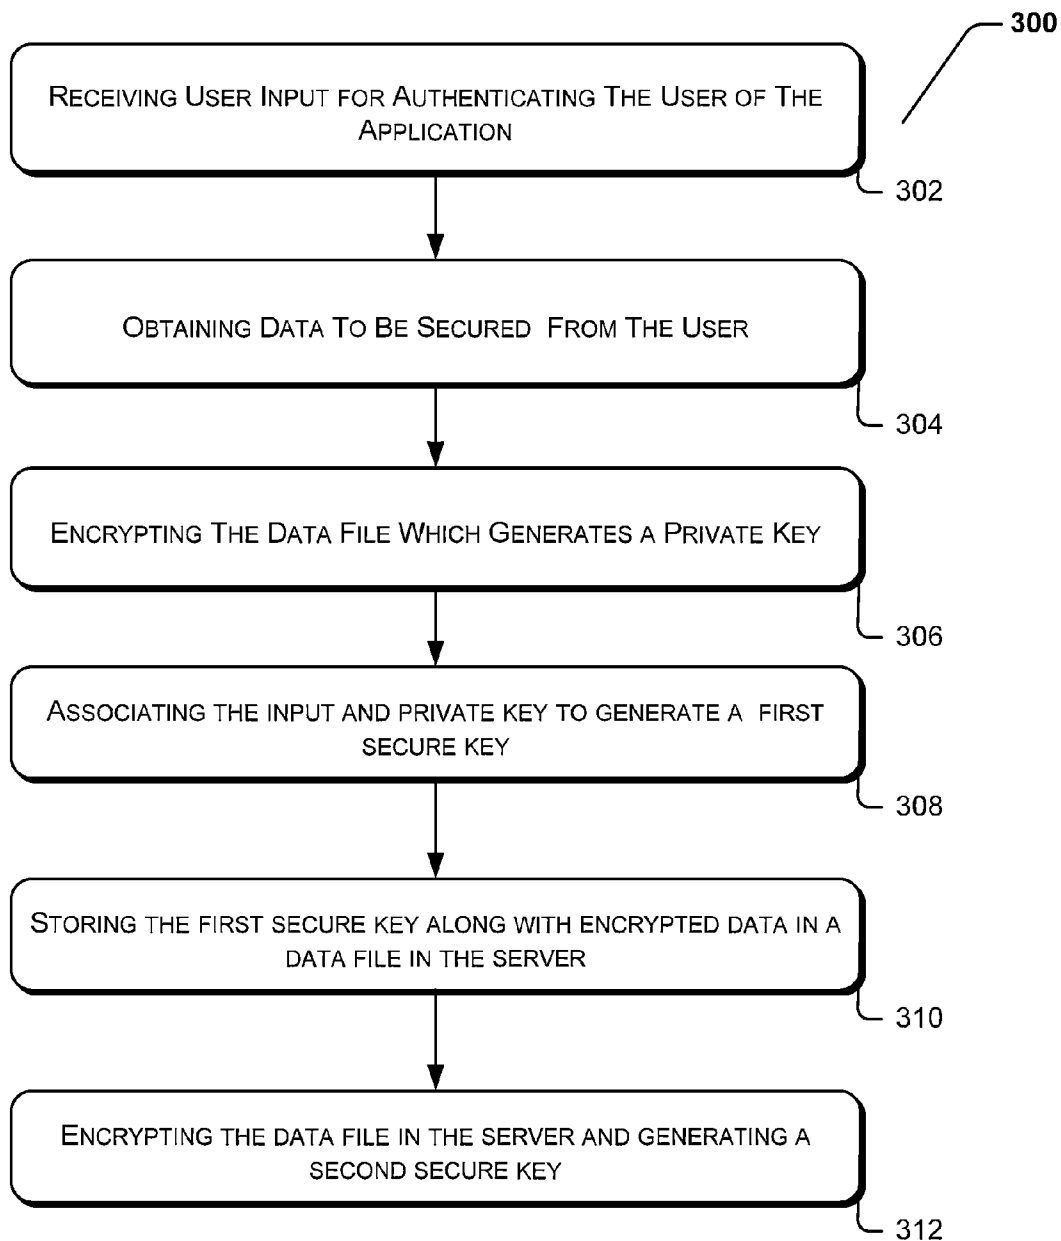 300
RECEIVING USER INPUT FOR AUTHENTICATING THE USER OF THE
APPLICATION
302
OBTAINING DATA TO BE SECURED FROM THE USER
304
ENCRYPTING THE DATA FILE WHICH GENERATES A PRIVATE KEY
306
ASSOCIATING THE INPUT AND PRIVATE KEY TO GENERATE A FIRST
SECURE KEY
308
STORING THE FIRST SECURE KEY ALONG WITH ENCRYPTED DATA IN A
DATA FILE IN THE SERVER
310
ENCRYPTING THE DATA FILE IN THE SERVER AND GENERATING A
SECOND SECURE KEY
312